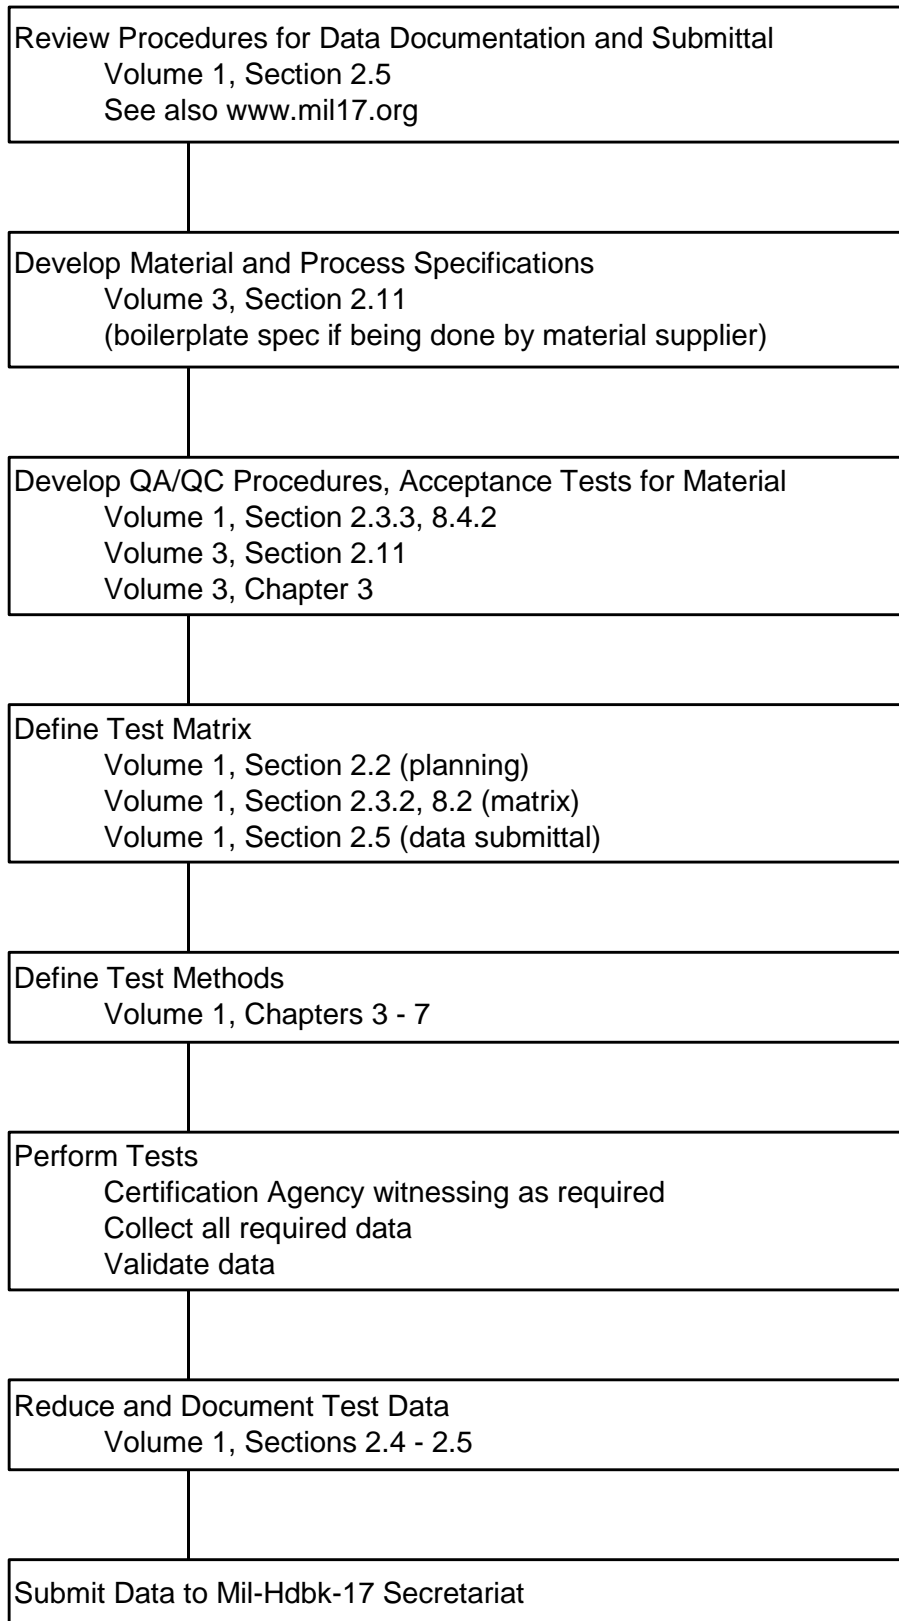 Review Procedures for Data Documentation and Submittal
Volume 1, Section 2.5
See also www.mil17.org
Develop Material and Process Specifications
Volume 3, Section 2.11
(boilerplate spec if being done by material supplier)
Develop QA/QC Procedures, Acceptance Tests for Material
Volume 1, Section 2.3.3, 8.4.2
Volume 3, Section 2.11
Volume 3, Chapter 3
Define Test Matrix
Volume 1, Section 2.2 (planning)
Volume 1, Section 2.3.2, 8.2 (matrix)
Volume 1, Section 2.5 (data submittal)
Define Test Methods
Volume 1, Chapters 3 - 7
Perform Tests
Certification Agency witnessing as required
Collect all required data
Validate data
Reduce and Document Test Data
Volume 1, Sections 2.4 - 2.5
Submit Data to Mil-Hdbk-17 Secretariat